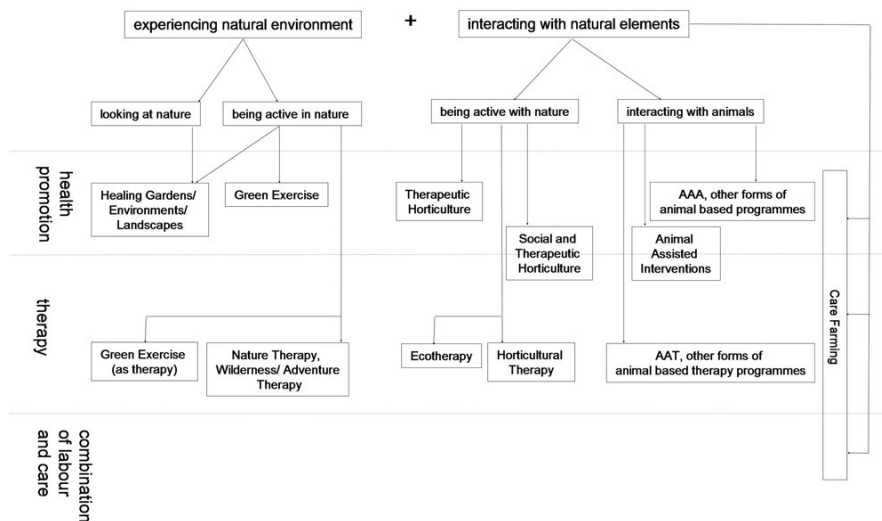 experiencing natural environment
+
interacting with natural elements
looking at nature
being active in nature
being active with nature
interacting with animals
health
promotion
Healing Gardens/
Environments/
Landscapes
Green Exercise
Therapeutic
Horticulture
AAA, other forms of
animal based programmes
Social and
Therapeutic
Horticulture
Animal
Assisted
Interventions
Care Farming
therapy
Green Exercise
(as therapy)
Nature Therapy,
Wilderness/ Adventure
Therapy
Ecotherapy
Horticultural
Therapy
AAT, other forms of
animal based therapy programmes
combination
of labour
and care